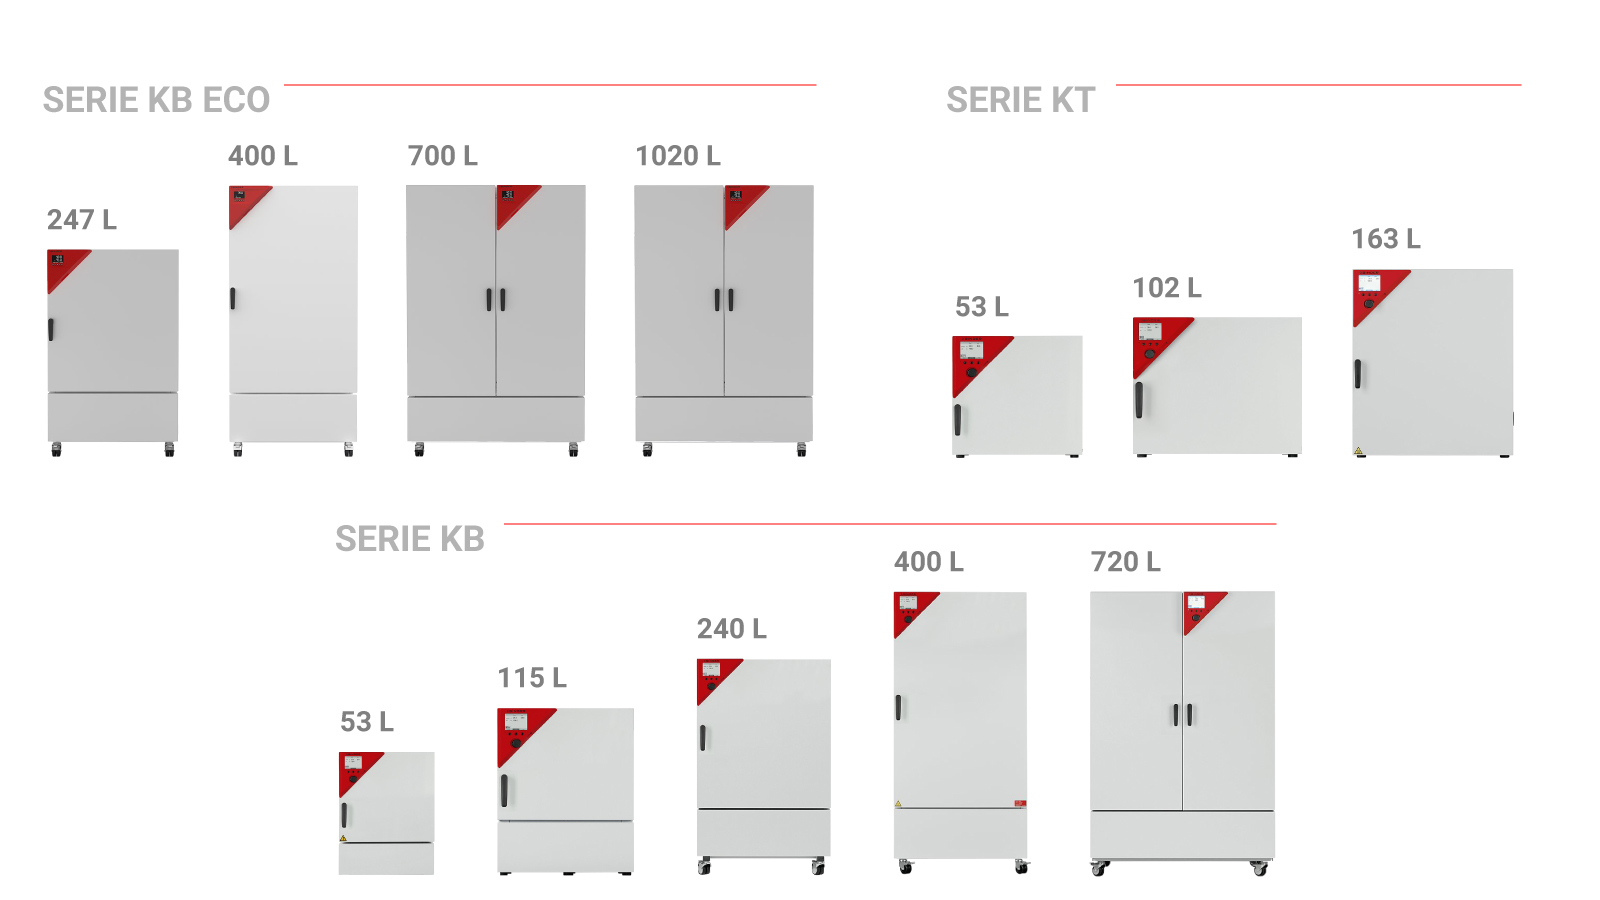 SERIE KB ECO
247 L
400 L
700 L
1020 L
SERIE KT
53 L
102 L
163 L
SERIE KB
53 L
115 L
240 L
400 L
720 L